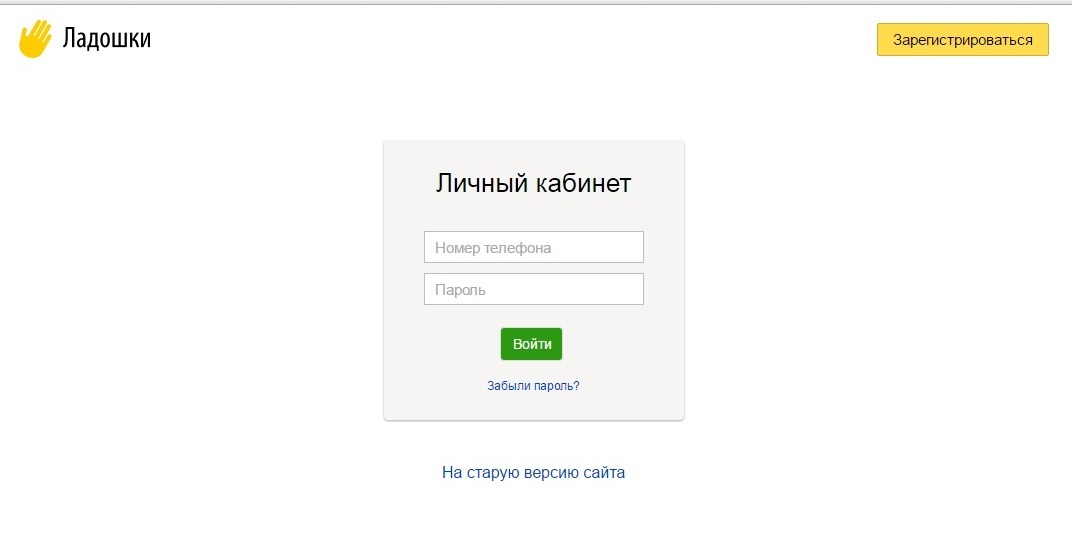 Ладошки
Зарегистрироваться
Личный кабинет
Номер телефона
Пароль
Войти
Забыли пароль?
На старую версию сайта